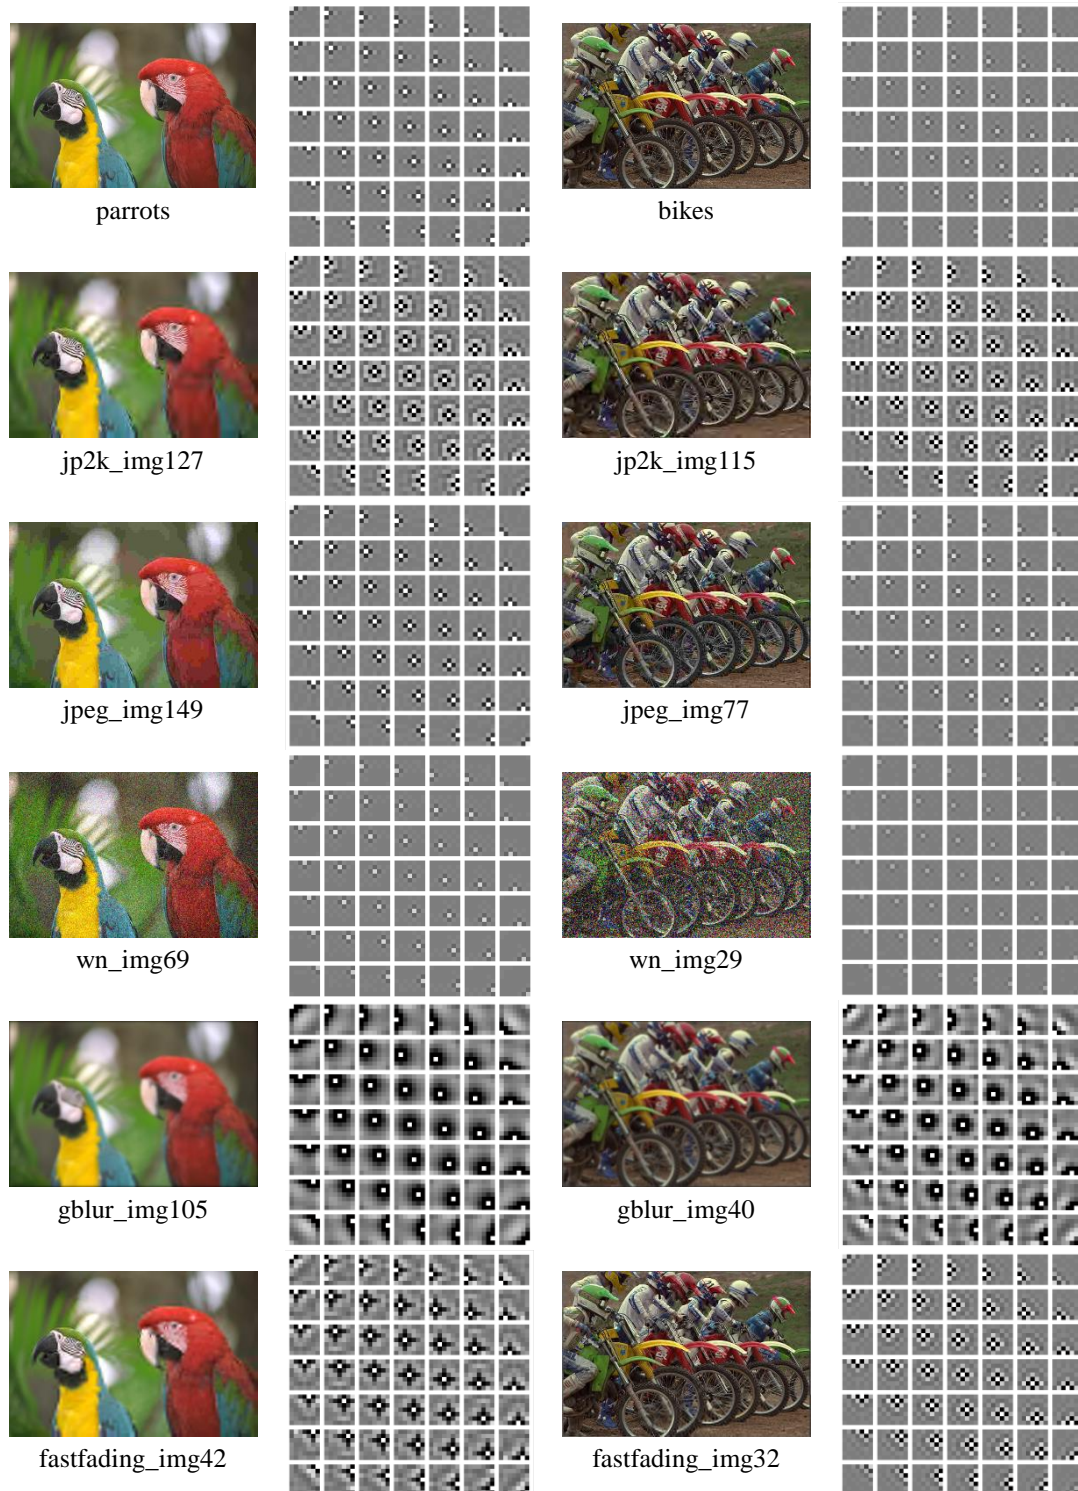 parrots
bikes
jp2k_img127
jp2k_img115
jpeg_img149
jpeg_img77
wn_img69
wn_img29
gblur_img105
gblur_img40
fastfading_img42
fastfading_img32